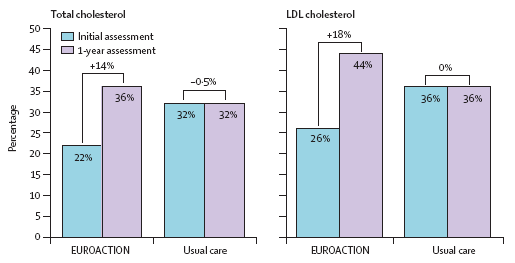 Total cholesterol
LDL cholesterol
Initial assessment
1-year assessment
Percentage
50
45
40
35
30
25
20
15
10
5
0
+14%
22%
36%
–0·5%
32%
32%
+18%
26%
44%
0%
36%
36%
EUROACTION
Usual care
EUROACTION
Usual care